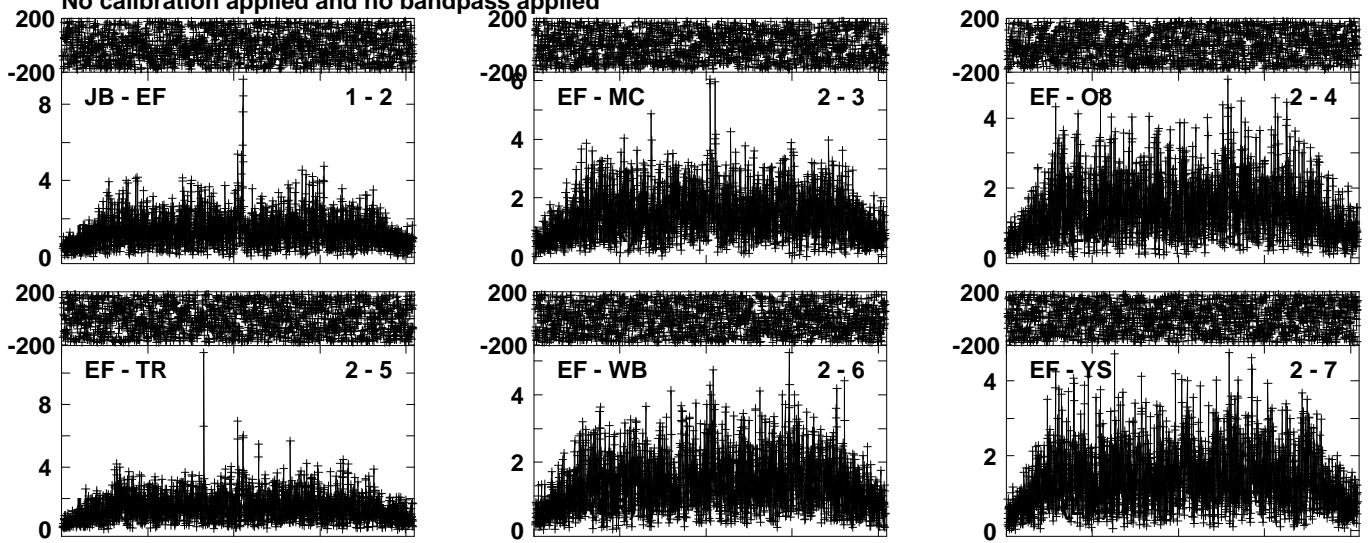 No calibration applied and no bandpass applied
200 200 200
-200 -200 -200
JB - EF 1 - 2 EF - MC 2 - 3 EF - O8 2 - 4
8 6 4
4 4 2
0 2 0
0
200 200 200
-200 -200 -200
EF - TR 2 - 5 EF - WB 2 - 6 EF - YS 2 - 7
8 4 4
4 2 2
0 0 0